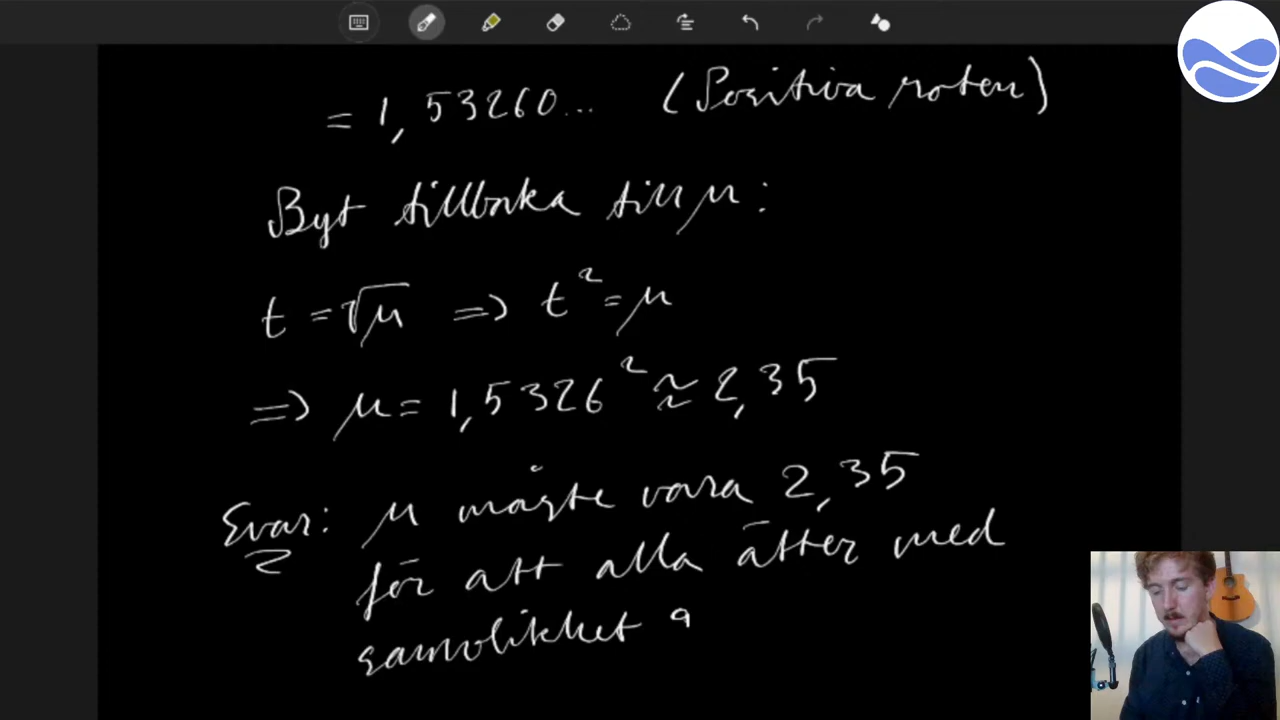 = 1,53260... (Positiva roten)
Byt tillbaka till μ:
t = √μ ⇒ t² = μ
⇒ μ = 1,5326² ≈ 2,35
Svar: μ måste vara 2,35
för att alla äter med
sannolikhet 9